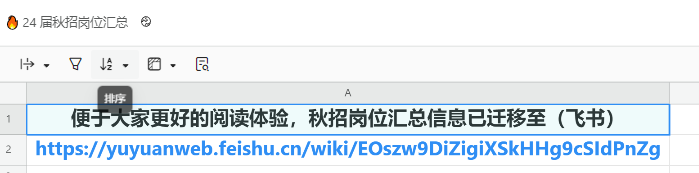 24 届秋招岗位汇总
排序
A
1
便于大家更好的阅读体验，秋招岗位汇总信息已迁移至（飞书）
2
https://yuyuanweb.feishu.cn/wiki/EOszw9DiZigiXSkHHg9cSIdPnZg